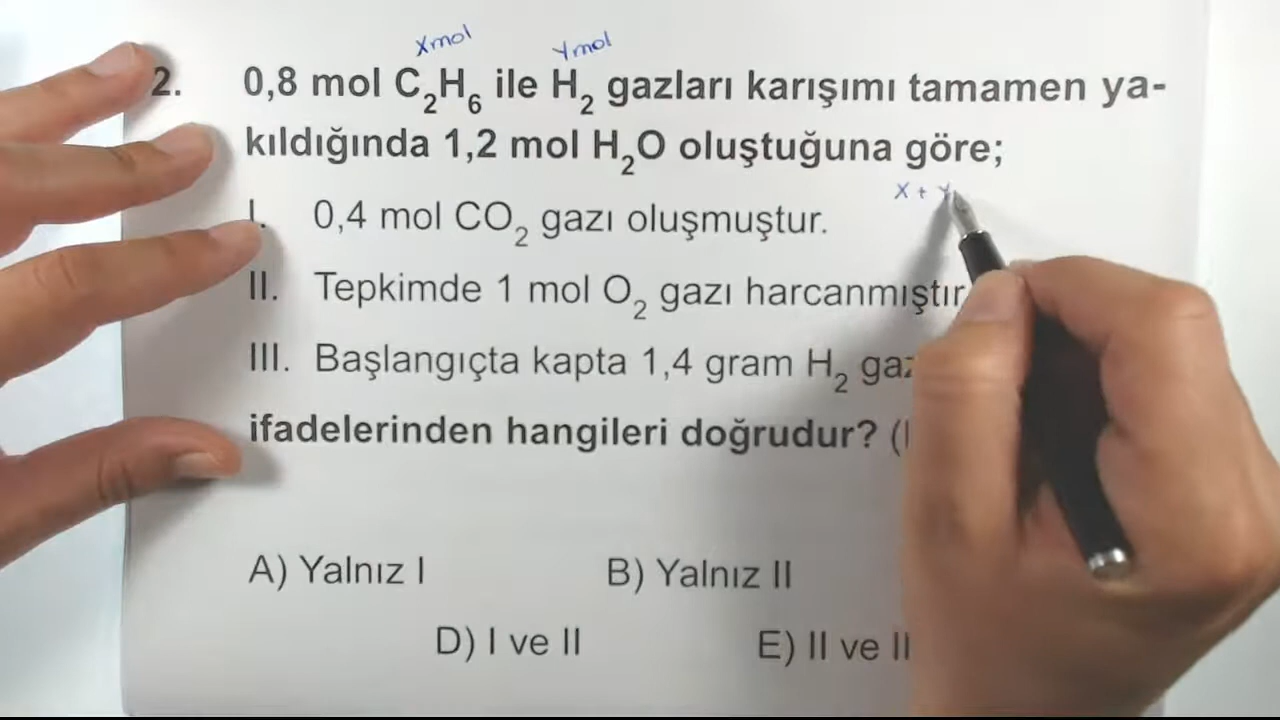 Xmol Ymol
2. 0,8 mol C₂H₆ ile H₂ gazları karışımı tamamen ya-
kıldığında 1,2 mol H₂O oluştuğuna göre;
X + Y
I. 0,4 mol CO₂ gazı oluşmuştur.
II. Tepkimde 1 mol O₂ gazı harcanmıştır
III. Başlangıçta kapta 1,4 gram H₂
ifadelerinden hangileri doğrudur? (
A) Yalnız I B) Yalnız II
D) I ve II E) II ve